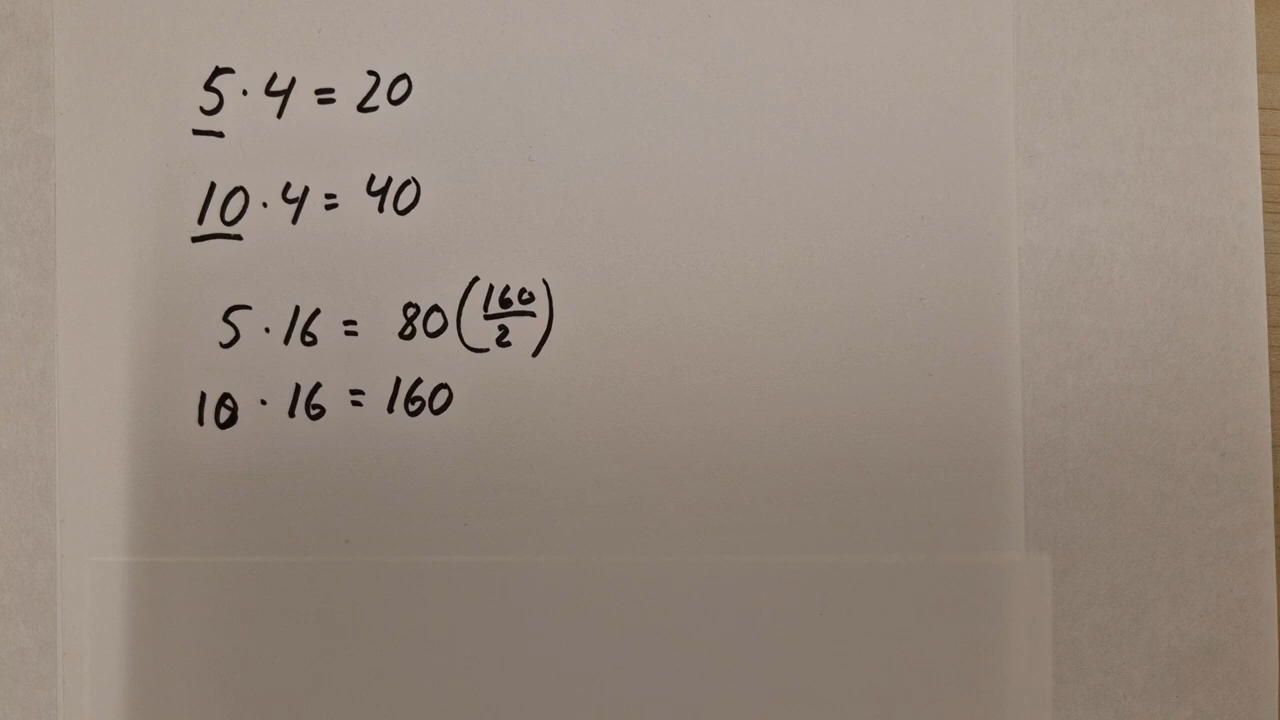 5 · 4 = 20
10 · 4 = 40
5 · 16 = 80 (160/2)
10 · 16 = 160